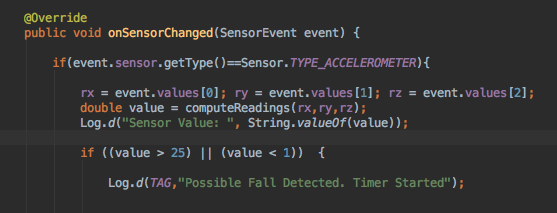 @Override
public void onSensorChanged(SensorEvent event) {
if(event.sensor.getType()==Sensor.TYPE_ACCELEROMETER){
rx = event.values[0]; ry = event.values[1]; rz = event.values[2];
double value = computeReadings(rx,ry,rz);
Log.d("Sensor Value: ", String.valueOf(value));
if ((value > 25) || (value < 1))  {
Log.d(TAG,"Possible Fall Detected. Timer Started");